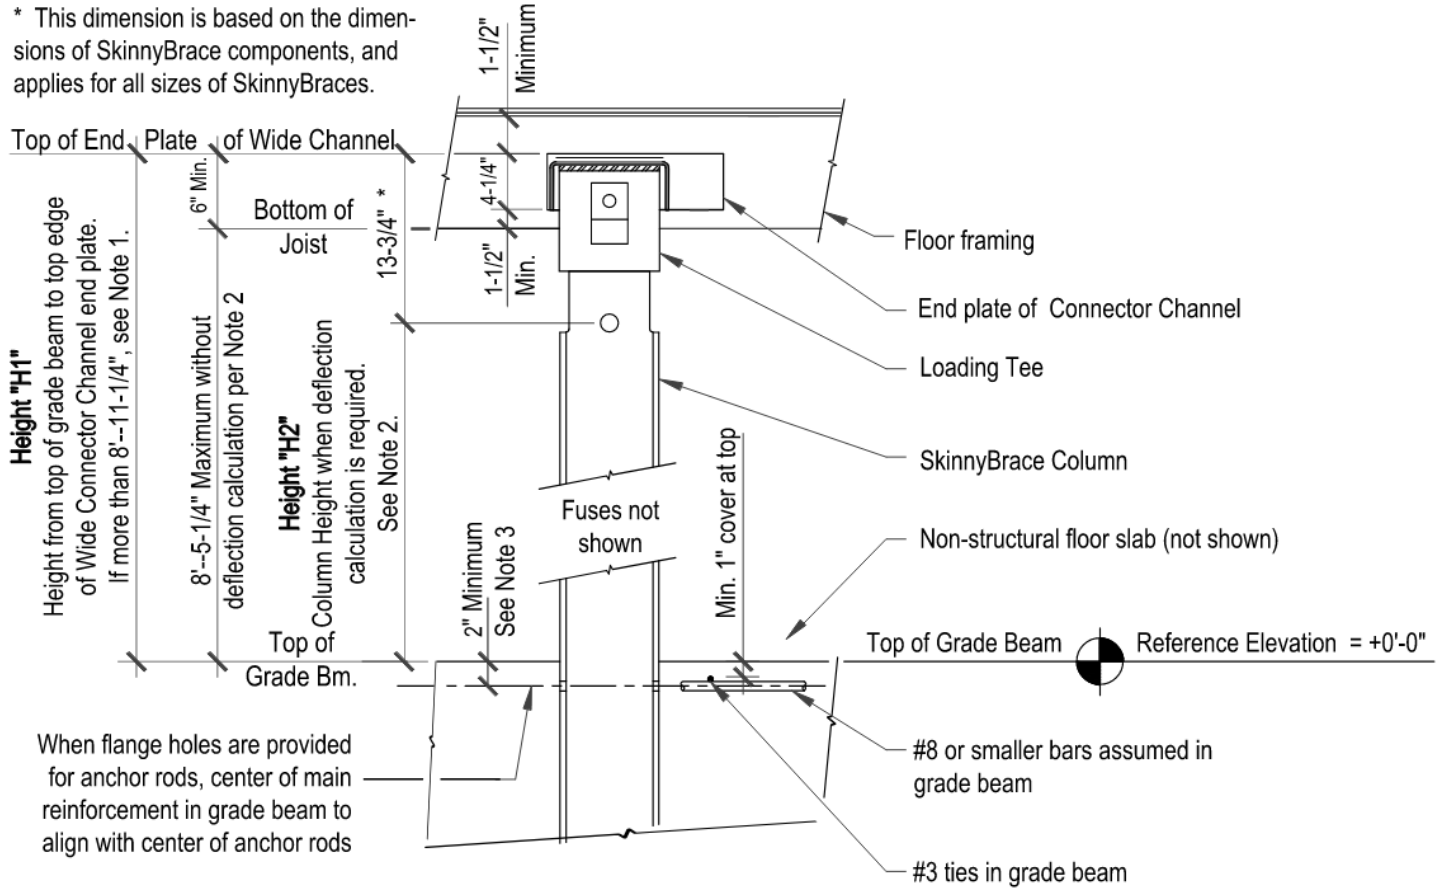 * This dimension is based on the dimen-
sions of SkinnyBrace components, and
applies for all sizes of SkinnyBraces.
1-1/2"
Minimum
Top of End Plate of Wide Channel
6" Min.
Bottom of
Joist
13-3/4" *
4-1/4"
1-1/2"
Min.
Height "H1"
Height from top of grade beam to top edge
of Wide Connector Channel end plate.
If more than 8'--11-1/4", see Note 1.
8'--5-1/4" Maximum without
deflection calculation per Note 2
Height "H2"
Column Height when deflection
calculation is required.
See Note 2.
Floor framing
End plate of Connector Channel
Loading Tee
SkinnyBrace Column
Fuses not
shown
2" Minimum
See Note 3
Min. 1" cover at top
Non-structural floor slab (not shown)
Top of
Grade Bm.
Top of Grade Beam
Reference Elevation = +0'-0"
When flange holes are provided
for anchor rods, center of main
reinforcement in grade beam to
align with center of anchor rods
#8 or smaller bars assumed in
grade beam
#3 ties in grade beam